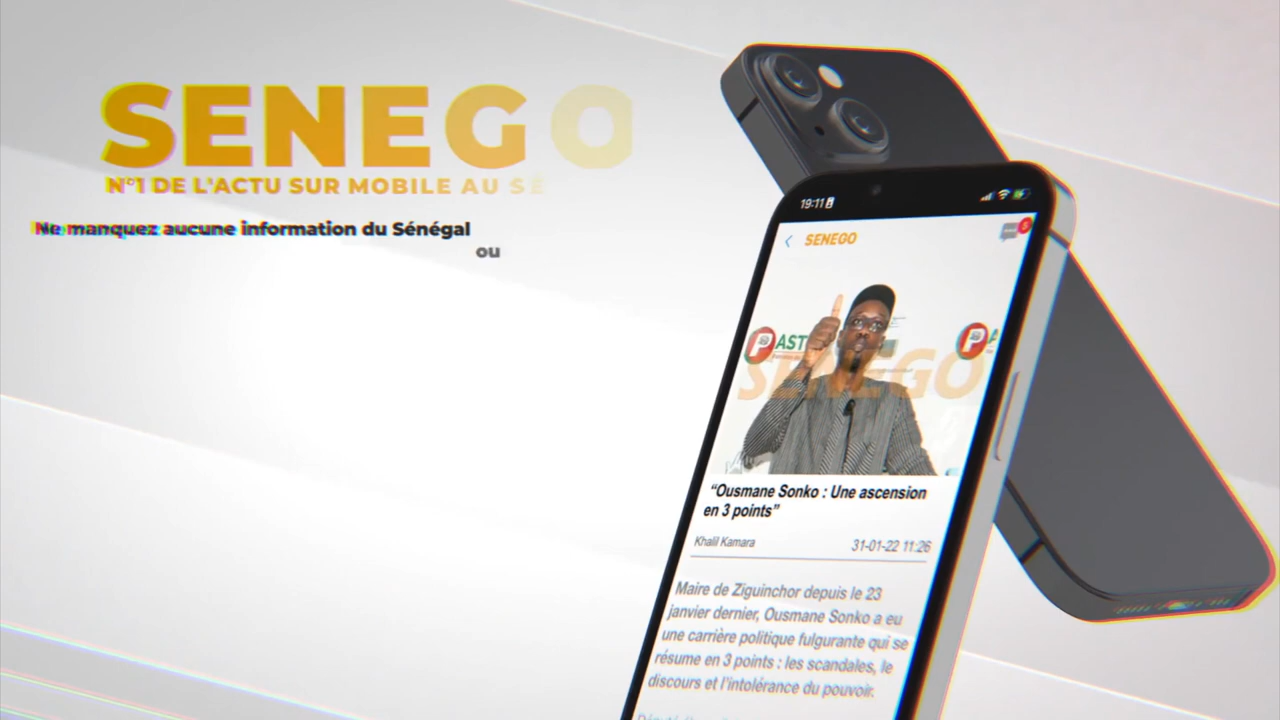 SENEGO
N°1 DE L'ACTU SUR MOBILE AU SÉ
Ne manquez aucune information du Sénégal
ou
19:11
SENEGO
5
PAST
P A
SENEGO
“Ousmane Sonko : Une ascension
en 3 points”
Khalil Kamara 31-01-22 11:26
Maire de Ziguinchor depuis le 23
janvier dernier, Ousmane Sonko a eu
une carrière politique fulgurante qui se
résume en 3 points : les scandales, le
discours et l'intolérance du pouvoir.